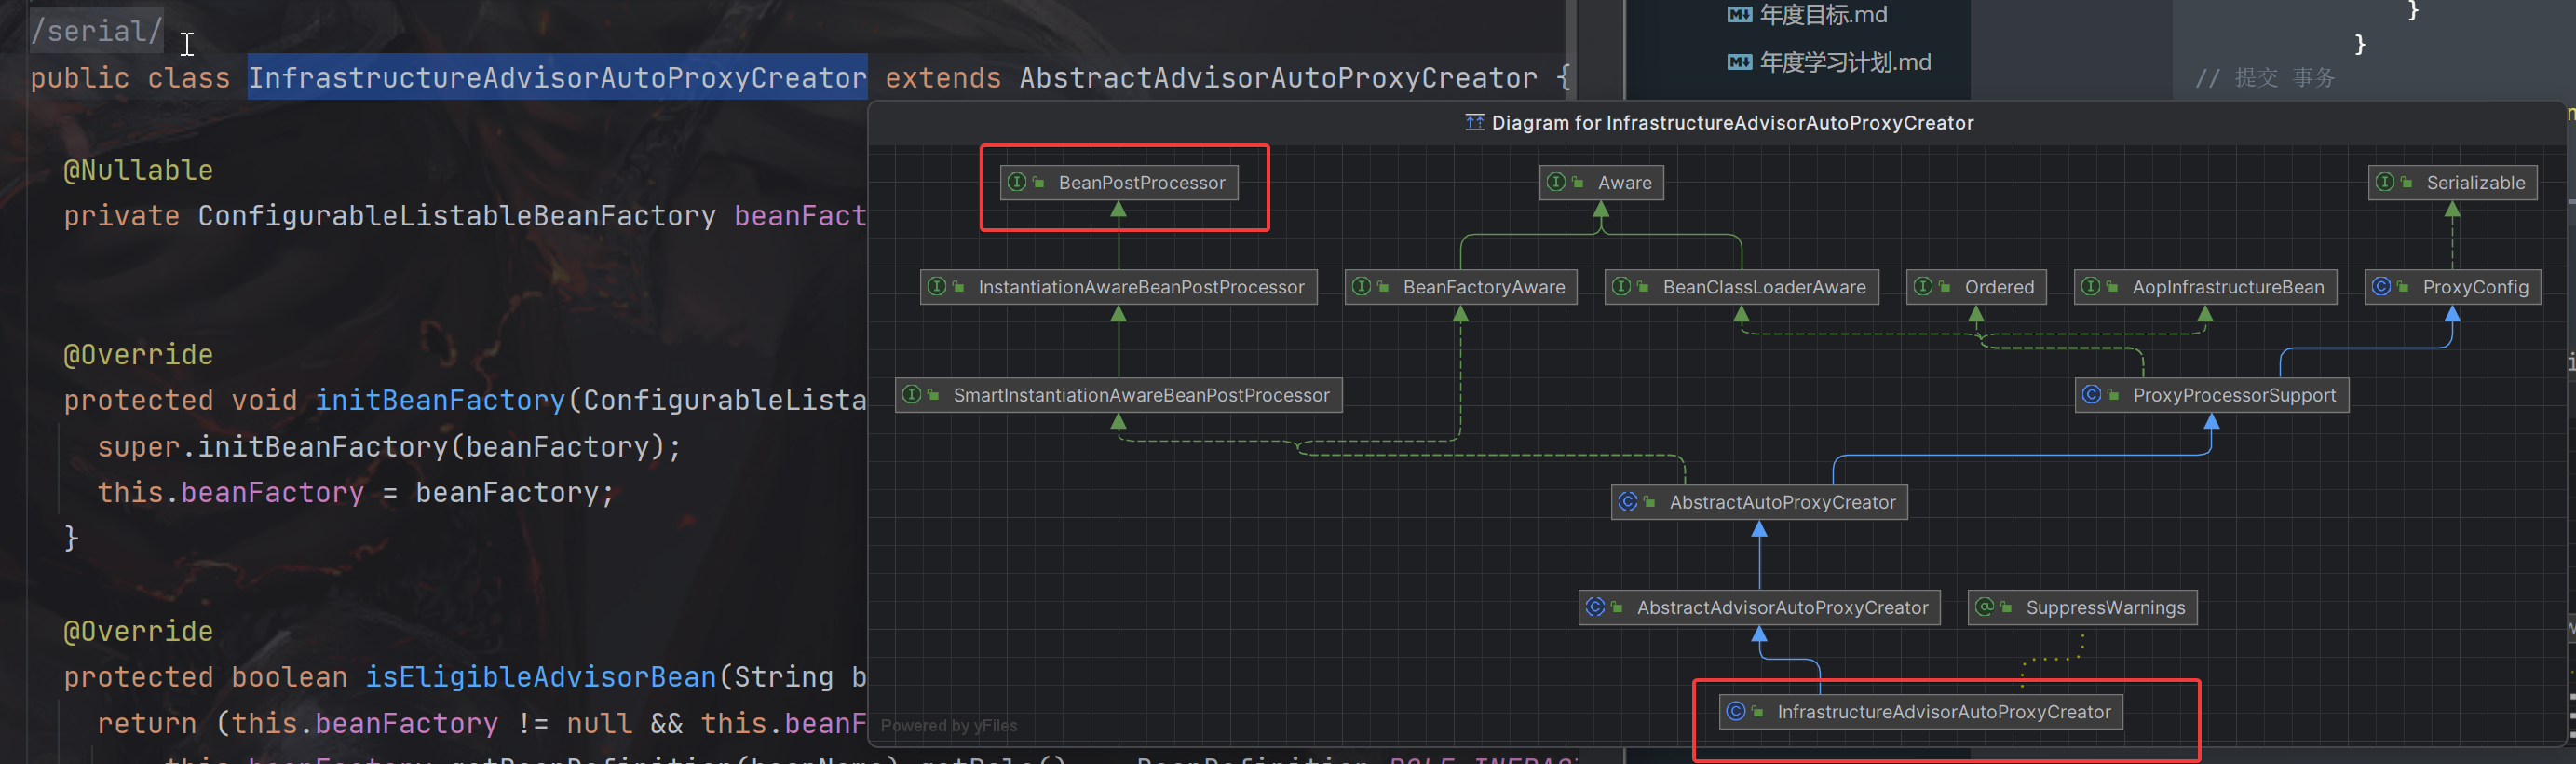 /serial/
public class InfrastructureAdvisorAutoProxyCreator extends AbstractAdvisorAutoProxyCreator {
@Nullable
private ConfigurableListableBeanFactory beanFact
@Override
protected void initBeanFactory(ConfigurableLista
super.initBeanFactory(beanFactory);
this.beanFactory = beanFactory;
}
@Override
protected boolean isEligibleAdvisorBean(String b
return (this.beanFactory != null && this.beanF
年度目标.md
年度学习计划.md
}
}
// 提交 事务
Diagram for InfrastructureAdvisorAutoProxyCreator
BeanPostProcessor
Aware
Serializable
InstantiationAwareBeanPostProcessor
BeanFactoryAware
BeanClassLoaderAware
Ordered
AopInfrastructureBean
ProxyConfig
SmartInstantiationAwareBeanPostProcessor
ProxyProcessorSupport
AbstractAutoProxyCreator
AbstractAdvisorAutoProxyCreator
SuppressWarnings
InfrastructureAdvisorAutoProxyCreator
Powered by yFiles